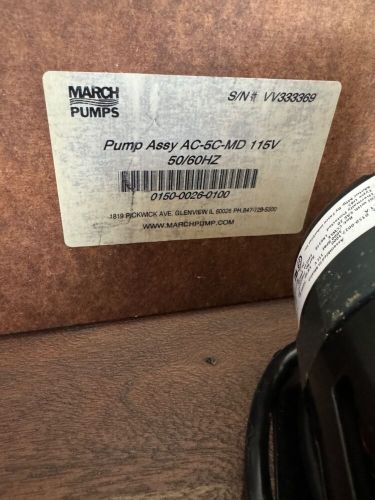 MARCH
PUMPS
S/N# VV333369
Pump Assy AC-5C-MD 115V
50/60HZ
0150-0026-0100
1819 PICKWICK AVE. GLENVIEW IL 60026 PH.847-729-5300
WWW.MARCHPUMP.COM